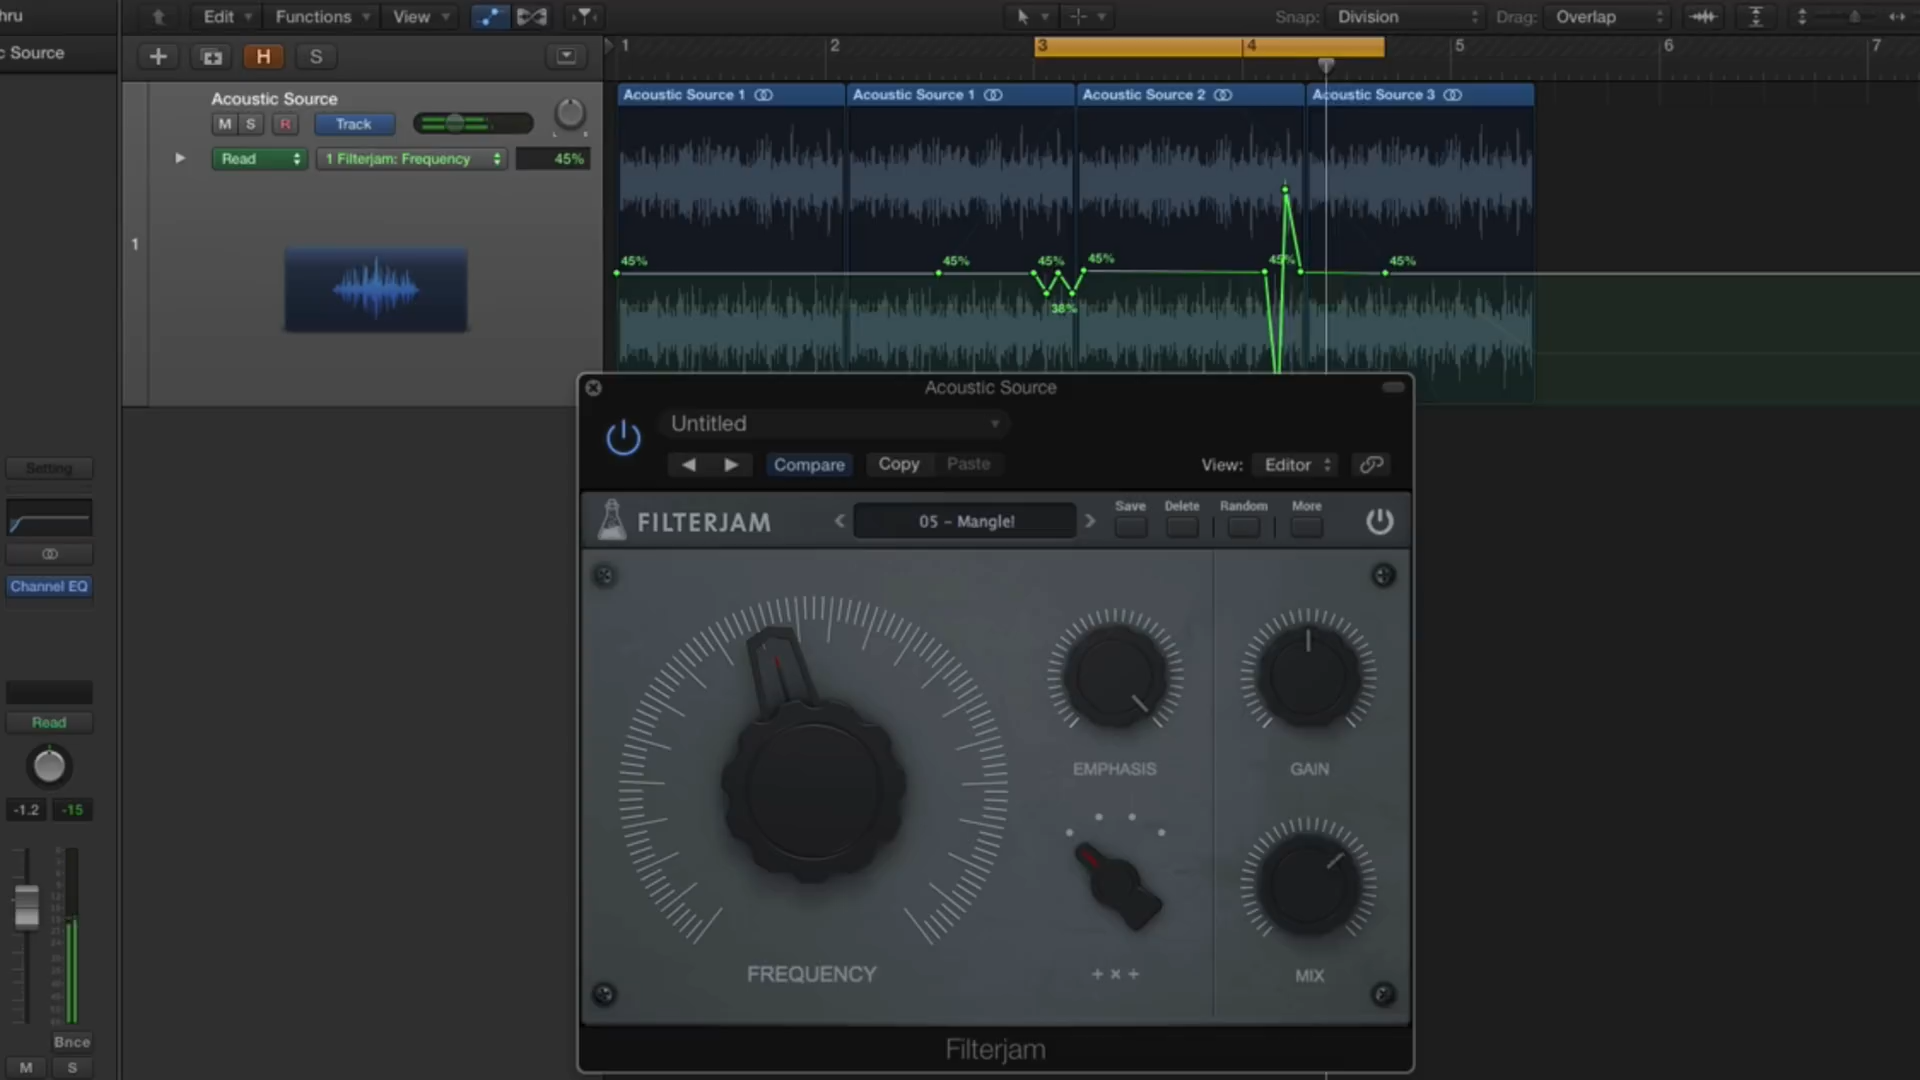 hru
Edit
Functions
View
Snap: Division
Drag: Overlap
c Source
H
S
1
2
3
4
5
6
7
Acoustic Source
M S R Track
Read
1 Filterjam: Frequency
45%
1
Acoustic Source 1
Acoustic Source 1
Acoustic Source 2
Acoustic Source 3
45%
45%
45%
38%
45%
45%
45%
Setting
Channel EQ
Read
-1.2
-15
Bnce
M
S
Acoustic Source
Untitled
Compare
Copy
Paste
View: Editor
FILTERJAM
05 - Mangle!
Save
Delete
Random
More
EMPHASIS
GAIN
FREQUENCY
+ × +
MIX
Filterjam